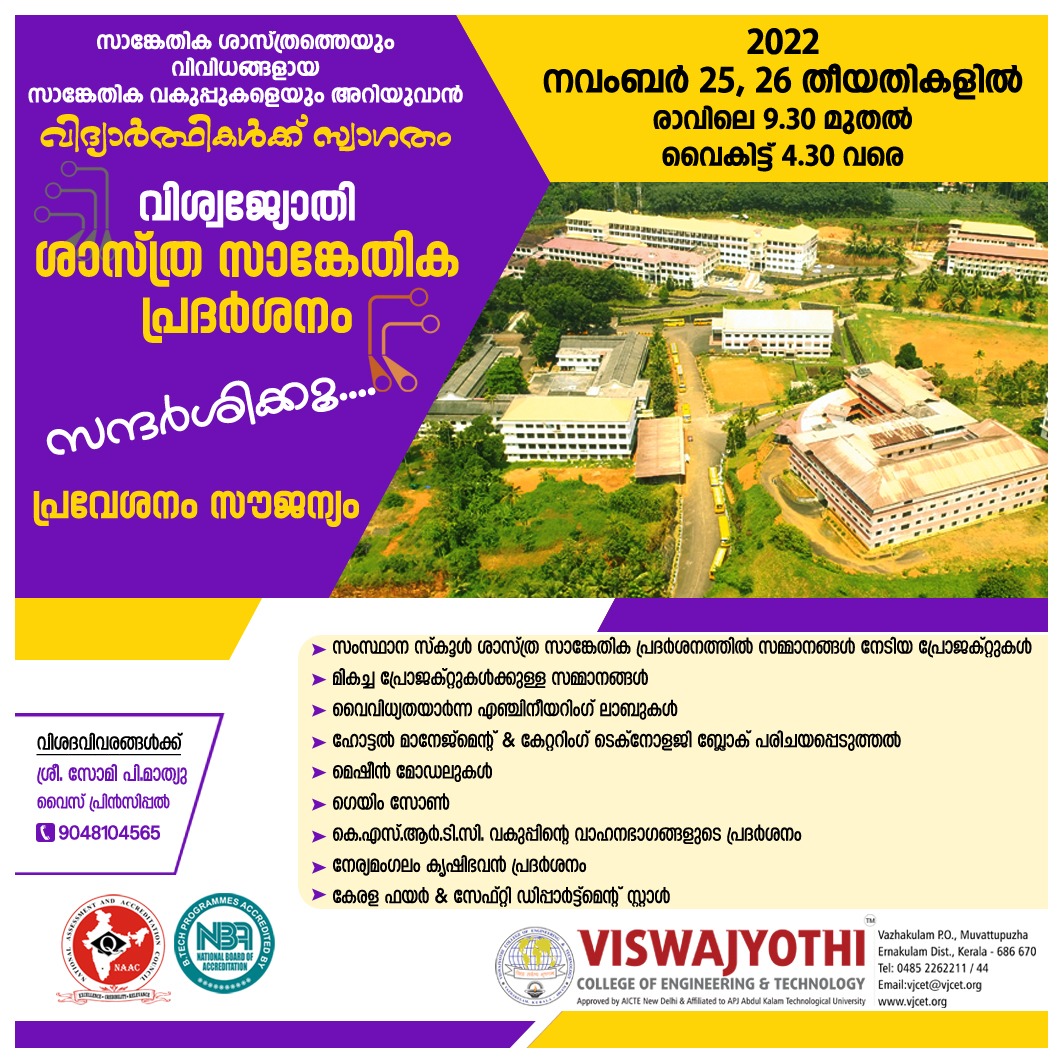 സാങ്കേതിക ശാസ്ത്രത്തെയും
വിവിധങ്ങളായ
സാങ്കേതിക വകുപ്പുകളെയും അറിയുവാൻ
വിദ്യാർത്ഥികൾക്ക് സ്വാഗതം
വിശ്വജ്യോതി
ശാസ്ത്ര സാങ്കേതിക
പ്രദർശനം
സന്ദർശിക്കൂ....
പ്രവേശനം സൗജന്യം
2022
നവംബർ 25, 26 തീയതികളിൽ
രാവിലെ 9.30 മുതൽ
വൈകിട്ട് 4.30 വരെ
➤ സംസ്ഥാന സ്കൂൾ ശാസ്ത്ര സാങ്കേതിക പ്രദർശനത്തിൽ സമ്മാനങ്ങൾ നേടിയ പ്രോജക്റ്റുകൾ
➤ മികച്ച പ്രോജക്റ്റുകൾക്കുള്ള സമ്മാനങ്ങൾ
➤ വൈവിധ്യതയാർന്ന എഞ്ചിനീയറിംഗ് ലാബുകൾ
➤ ഹോട്ടൽ മാനേജ്മെന്റ് & കേറ്ററിംഗ് ടെക്നോളജി ബ്ലോക് പരിചയപ്പെടുത്തൽ
➤ മെഷീൻ മോഡലുകൾ
➤ ഗെയിം സോൺ
➤ കെ.എസ്.ആർ.ടി.സി. വകുപ്പിന്റെ വാഹനഭാഗങ്ങളുടെ പ്രദർശനം
➤ നേര്യമംഗലം കൃഷിഭവൻ പ്രദർശനം
➤ കേരള ഫയർ & സേഫ്റ്റി ഡിപ്പാർട്ട്മെന്റ് സ്റ്റാൾ
വിശദവിവരങ്ങൾക്ക്
ശ്രീ. സോമി പി.മാത്യു
വൈസ് പ്രിൻസിപ്പൽ
9048104565
NATIONAL ASSESSMENT AND ACCREDITATION COUNCIL
NAAC
EXCELLENCE • CREDIBILITY • RELEVANCE
B.TECH PROGRAMMES ACCREDITED BY
NBA
NATIONAL BOARD OF
ACCREDITATION
VISWAJYOTHI TM
COLLEGE OF ENGINEERING & TECHNOLOGY
Approved by AICTE New Delhi & Affiliated to APJ Abdul Kalam Technological University
Vazhakulam P.O., Muvattupuzha
Ernakulam Dist., Kerala - 686 670
Tel: 0485 2262211 / 44
Email:vjcet@vjcet.org
www.vjcet.org